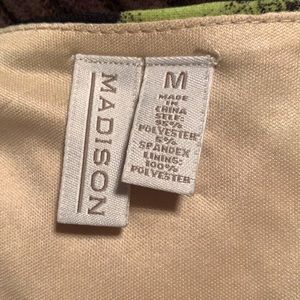 MADISON
M
MADE
IN
CHINA
SELF:
95%
POLYESTER
5%
SPANDEX
LINING:
100%
POLYESTER